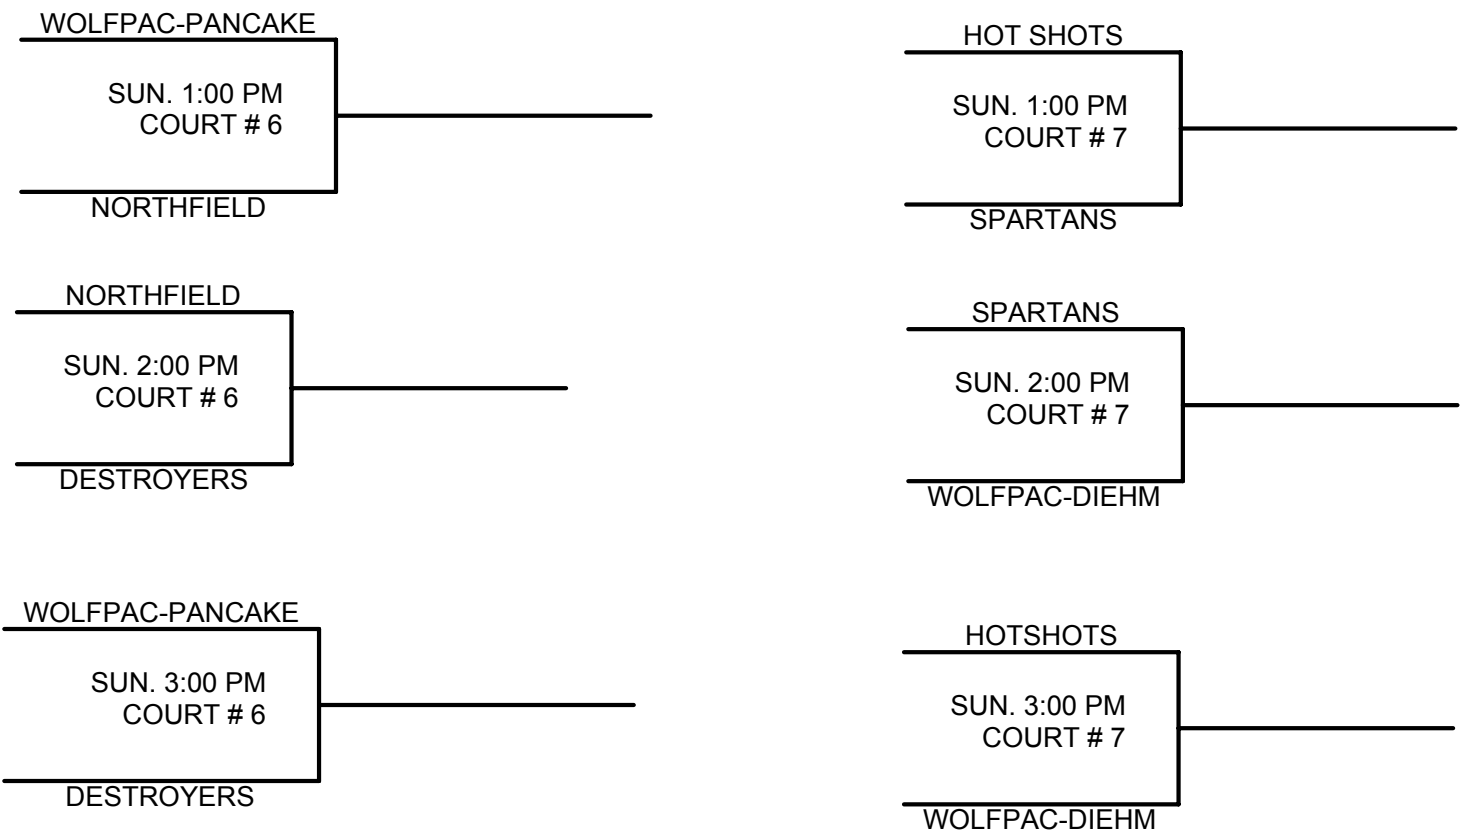 WOLFPAC-PANCAKE
SUN. 1:00 PM
COURT # 6
NORTHFIELD
HOT SHOTS
SUN. 1:00 PM
COURT # 7
SPARTANS
NORTHFIELD
SUN. 2:00 PM
COURT # 6
DESTROYERS
SPARTANS
SUN. 2:00 PM
COURT # 7
WOLFPAC-DIEHM
WOLFPAC-PANCAKE
SUN. 3:00 PM
COURT # 6
DESTROYERS
HOTSHOTS
SUN. 3:00 PM
COURT # 7
WOLFPAC-DIEHM